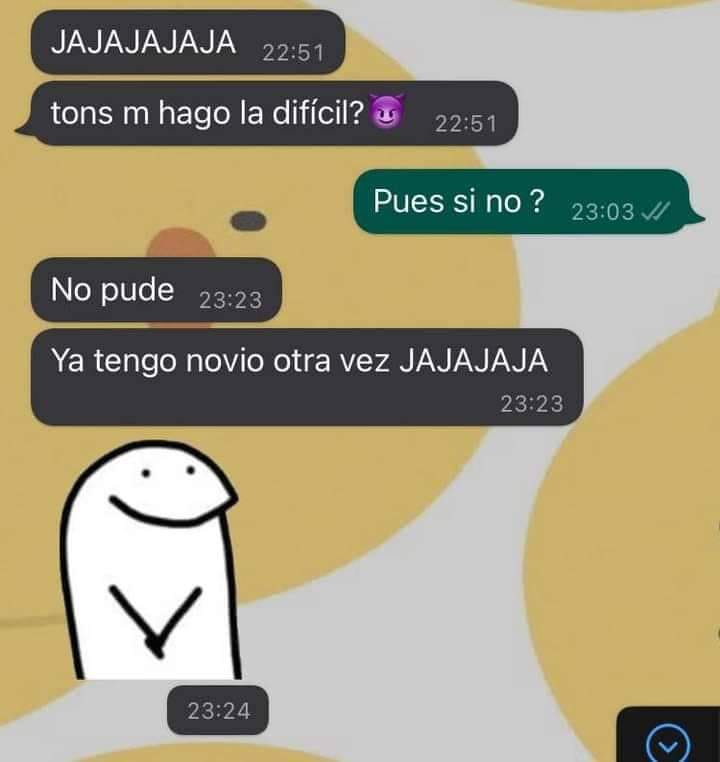 JAJAJAJAJA 22:51
tons m hago la difícil?😈 22:51
Pues si no ? 23:03
No pude 23:23
Ya tengo novio otra vez JAJAJAJA
23:23
23:24